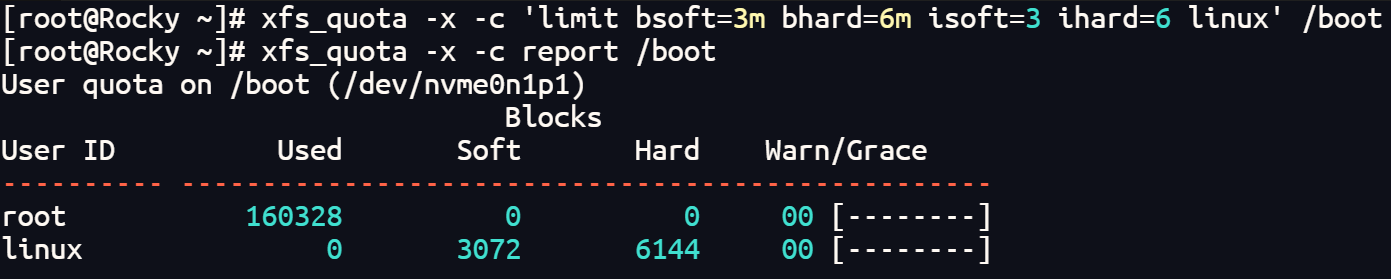 [root@Rocky ~]# xfs_quota -x -c 'limit bsoft=3m bhard=6m isoft=3 ihard=6 linux' /boot
[root@Rocky ~]# xfs_quota -x -c report /boot
User quota on /boot (/dev/nvme0n1p1)
                               Blocks
User ID          Used       Soft       Hard    Warn/Grace
---------- --------------------------------------------------
root           160328          0          0     00 [--------]
linux               0       3072       6144     00 [--------]